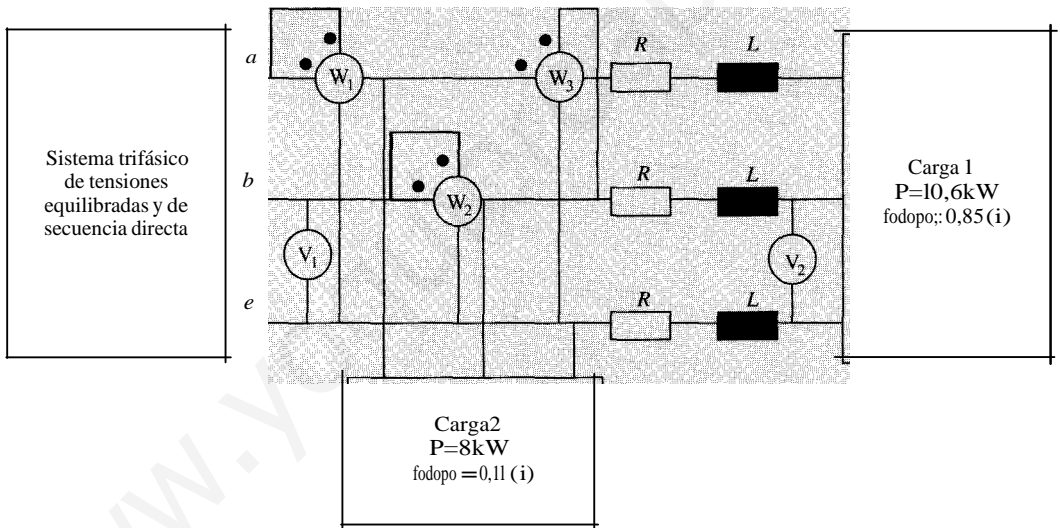 a
W1
W3
R
L
Sistema trifásico
de tensiones
equilibradas y de
secuencia directa
b
W2
R
L
Carga 1
P=10,6kW
fodopo;: 0,85 (i)
V1
V2
e
R
L
Carga2
P=8kW
fodopo = 0,11 (i)